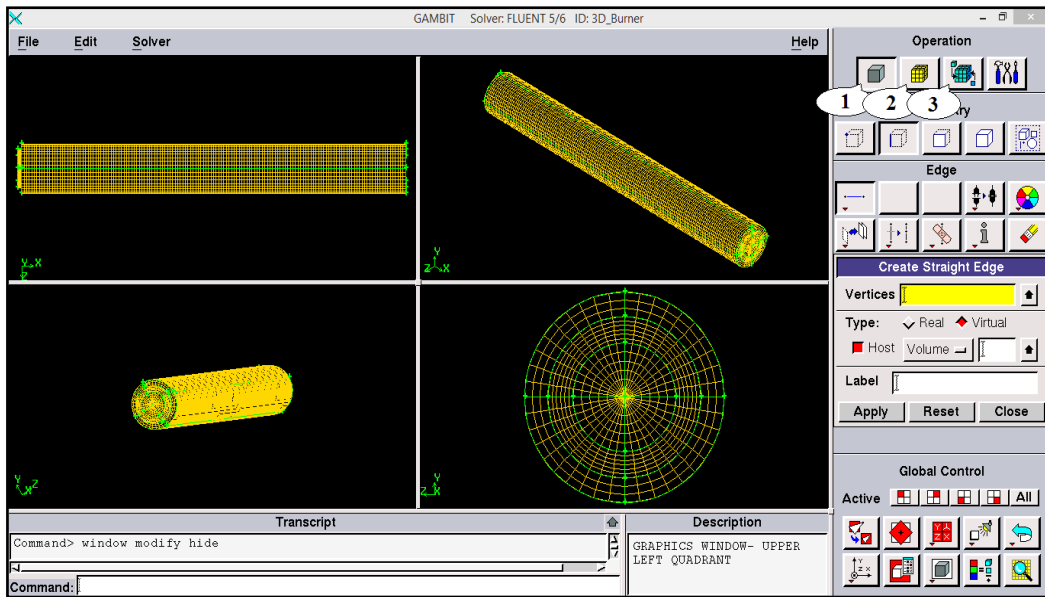 GAMBIT Solver: FLUENT 5/6 ID: 3D_Burner
File Edit Solver Help
Operation
1 2 3
ry
Edge
Create Straight Edge
Vertices
Type: Real Virtual
Host Volume
Label
Apply Reset Close
Global Control
Active All
Transcript
Command> window modify hide
Command:
Description
GRAPHICS WINDOW- UPPER
LEFT QUADRANT
Y X
Z
Y
Z X
Y Z
X
Y
Z X